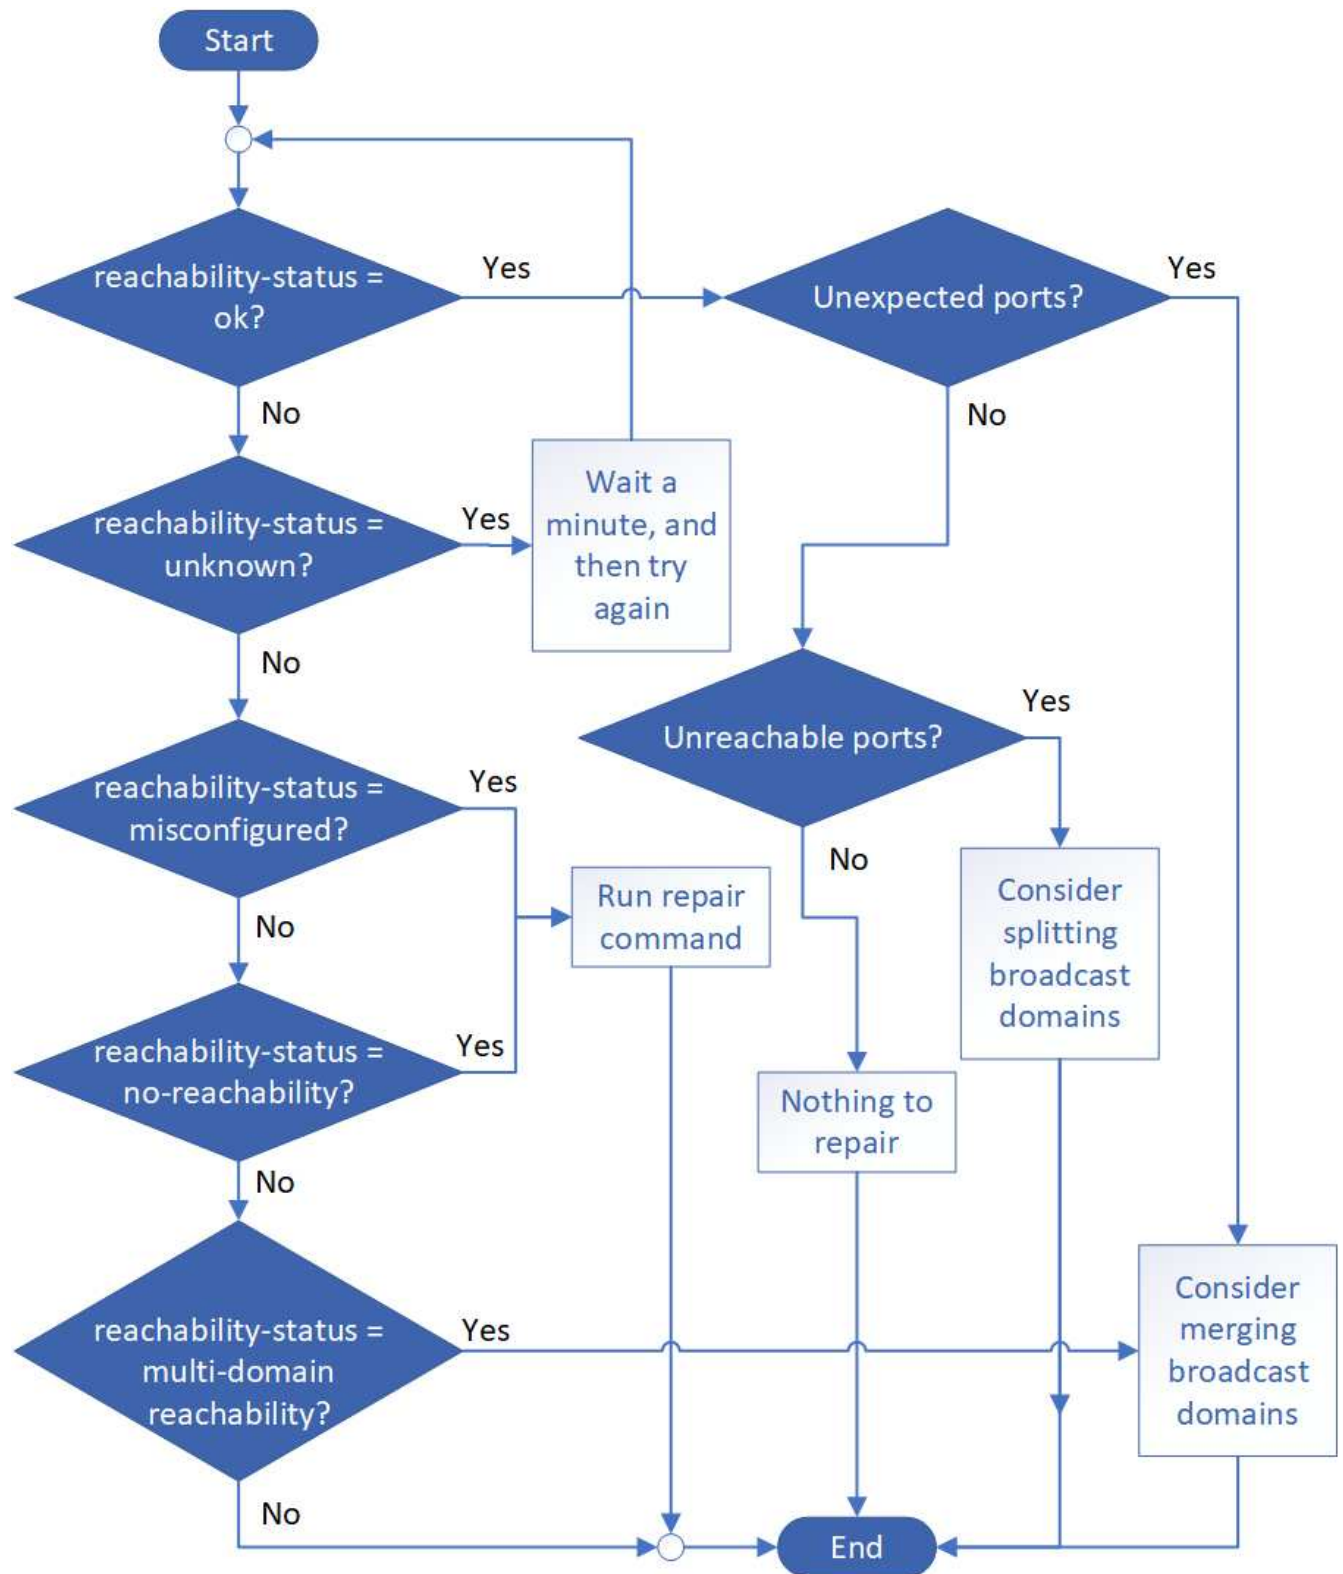 Start
reachability-status =
ok?
Yes
Unexpected ports?
Yes
No
No
reachability-status =
unknown?
Yes
Wait a
minute, and
then try
again
No
Unreachable ports?
Yes
reachability-status =
misconfigured?
Yes
No
Run repair
command
Consider
splitting
broadcast
domains
No
reachability-status =
no-reachability?
Yes
Nothing to
repair
No
reachability-status =
multi-domain
reachability?
Yes
Consider
merging
broadcast
domains
No
End